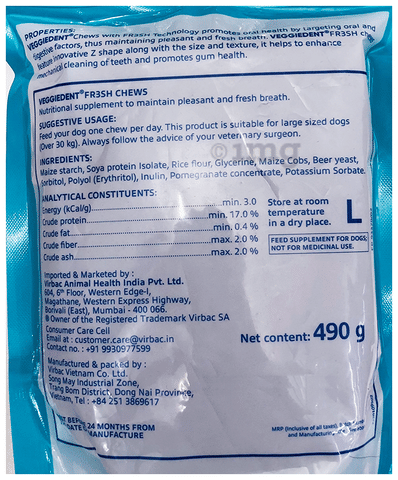 PROPERTIES:
VEGGIEDENT® Chews with FR3SH Technology promotes oral health by targeting oral and
digestive factors, thus maintaining pleasant and fresh breath. VEGGIEDENT®FR3SH chew
feature innovative Z shape along with the size and texture, it helps to enhance
mechanical cleaning of teeth and promotes gum health.
VEGGIEDENT®FR3SH CHEWS
Nutritional supplement to maintain pleasant and fresh breath.
SUGGESTIVE USAGE:
Feed your dog one chew per day. This product is suitable for large sized dogs
(Over 30 kg). Always follow the advice of your veterinary surgeon.
1mg
INGREDIENTS:
Maize starch, Soya protein Isolate, Rice flour, Glycerine, Maize Cobs, Beer yeast,
Sorbitol, Polyol (Erythritol), Inulin, Pomegranate concentrate, Potassium Sorbate.
ANALYTICAL CONSTITUENTS:
Energy (kCal/g) min. 3.0
Crude protein min. 17.0 %
Crude fat min. 0.4 %
Crude fiber max. 2.0 %
Crude ash max. 2.0 %
Store at room
temperature
in a dry place.
L
FEED SUPPLEMENT FOR DOGS,
NOT FOR MEDICINAL USE.
Imported & Marketed by :
Virbac Animal Health India Pvt. Ltd.
604, 6th Floor, Western Edge-I,
Magathane, Western Express Highway,
Borivali (East), Mumbai - 400 066.
® Owner of the Registered Trademark Virbac SA
Consumer Care Cell
Email at : customer.care@virbac.in
Contact no. : +91 9930977599
Net content: 490 g
Manufactured & packed by :
Virbac Vietnam Co. Ltd.
Song May Industrial Zone,
Trang Bom District, Dong Nai Province,
Vietnam, Tel : +84 251 3869617
24 MONTHS FROM
MANUFACTURE
MRP (Inclusive of all taxes),
and Manufacturing